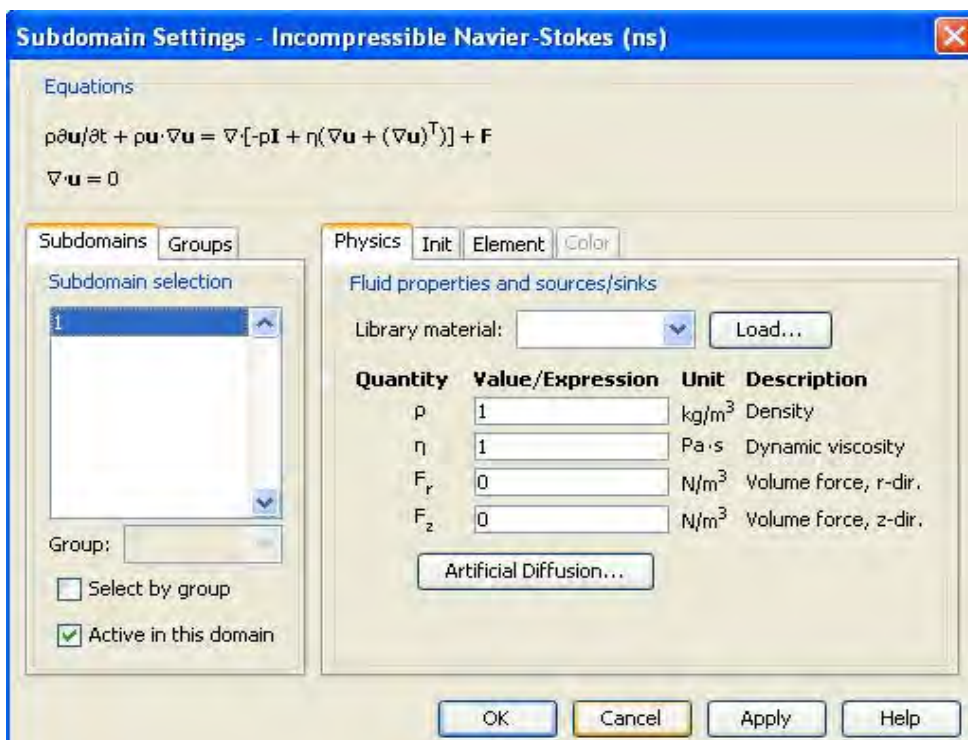 Subdomain Settings - Incompressible Navier-Stokes (ns)
Equations
ρ∂u/∂t + ρu·∇u = ∇·[-pI + η(∇u + (∇u)ᵀ)] + F
∇·u = 0
Subdomains Groups
Subdomain selection
1
Group:
Select by group
Active in this domain
Physics Init Element Color
Fluid properties and sources/sinks
Library material: Load...
Quantity Value/Expression Unit Description
ρ 1 kg/m³ Density
η 1 Pa·s Dynamic viscosity
Fᵣ 0 N/m³ Volume force, r-dir.
F_z 0 N/m³ Volume force, z-dir.
Artificial Diffusion...
OK Cancel Apply Help